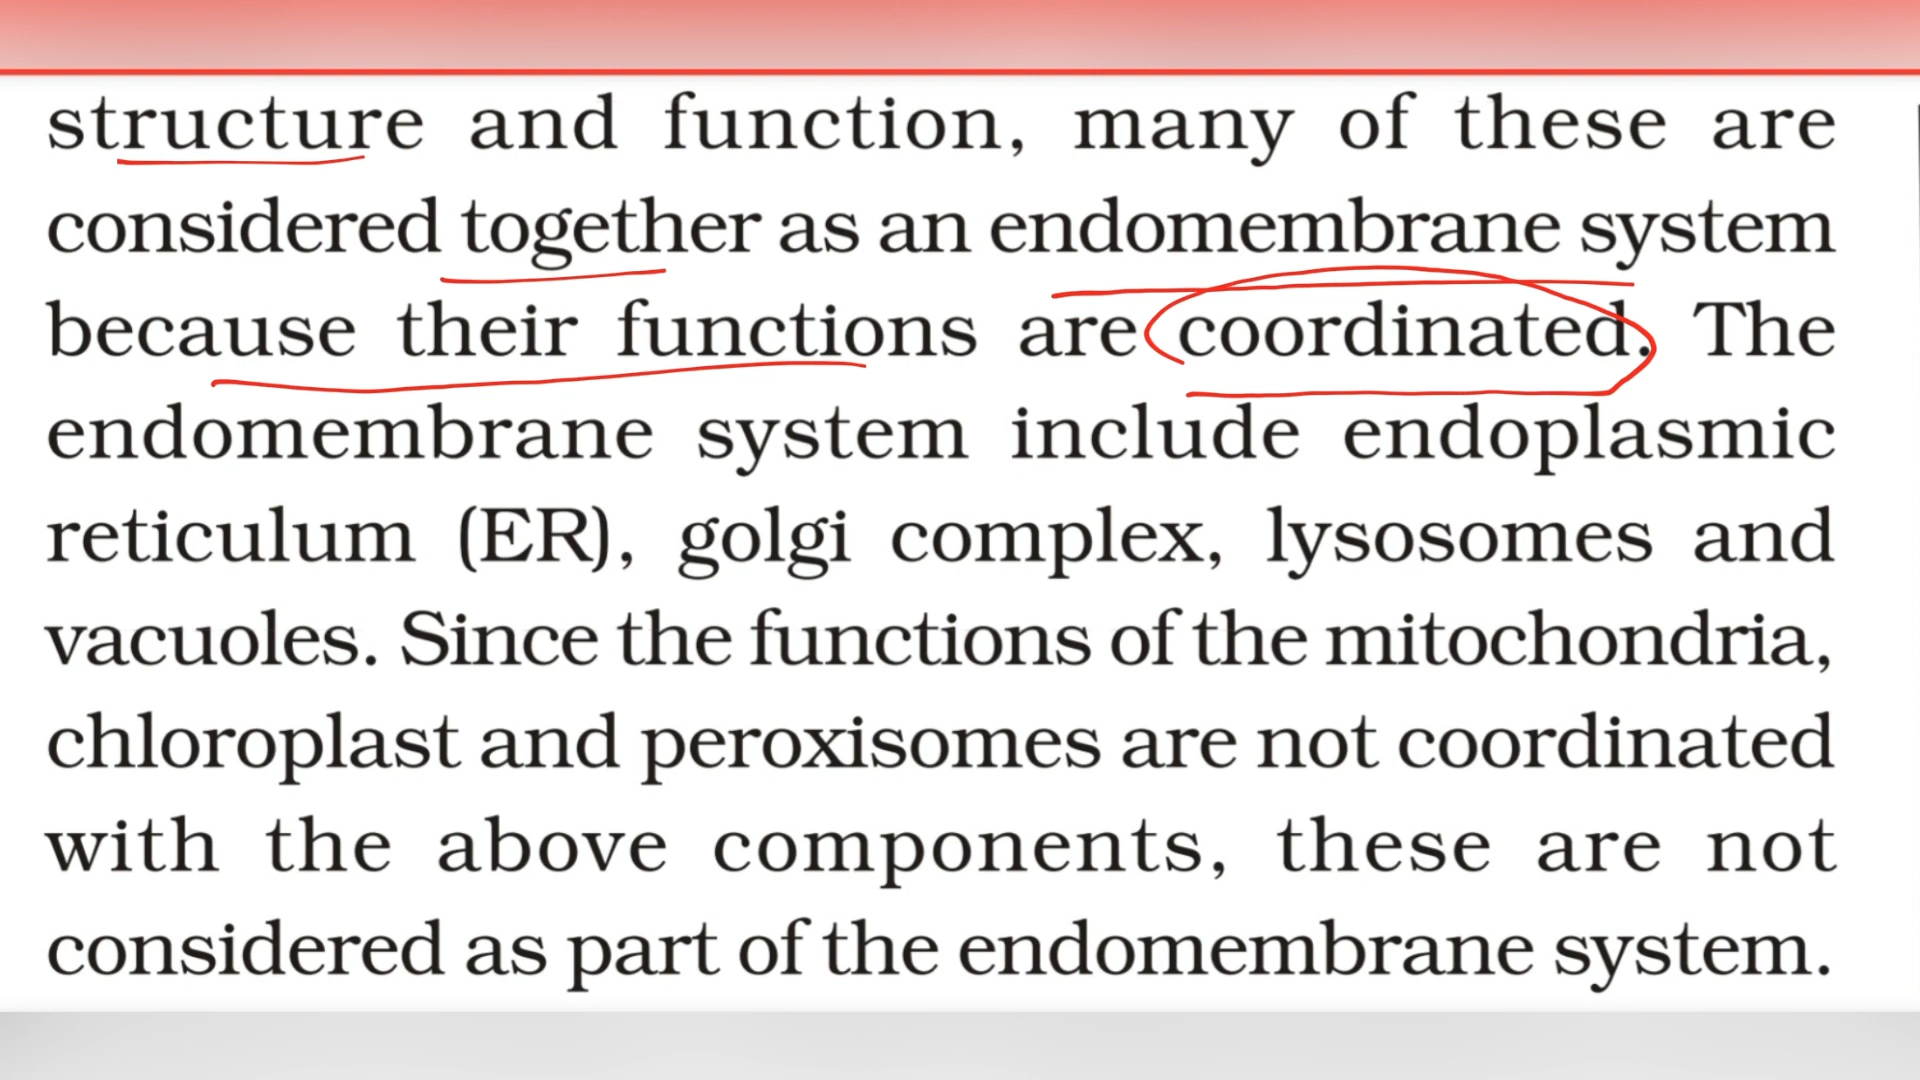 structure and function, many of these are
considered together as an endomembrane system
because their functions are coordinated. The
endomembrane system include endoplasmic
reticulum (ER), golgi complex, lysosomes and
vacuoles. Since the functions of the mitochondria,
chloroplast and peroxisomes are not coordinated
with the above components, these are not
considered as part of the endomembrane system.